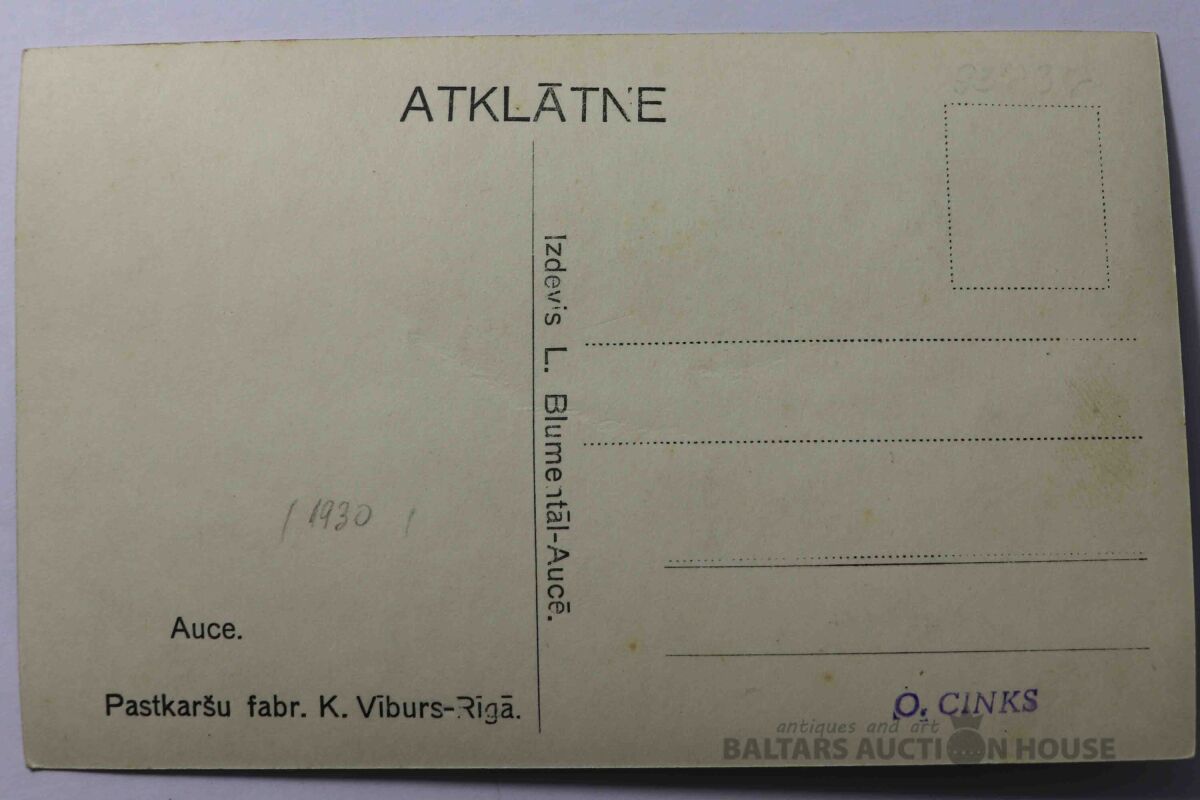 ATKLĀTNE
Izdevis L. Blumentāl-Aucē.
1930
Auce.
Pastkaršu fabr. K. Vīburs-Rīgā.
O. CINKS
antiques and art
BALTARS AUCTION HOUSE